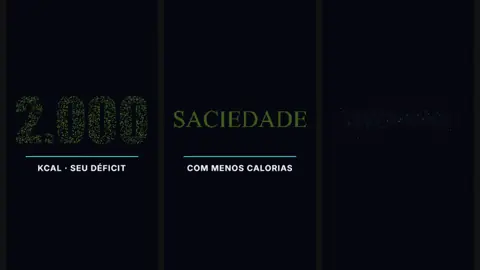 2.000
KCAL · SEU DÉFICIT
SACIEDADE
COM MENOS CALORIAS